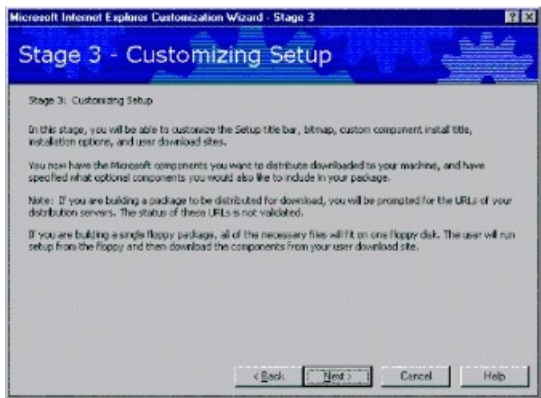 Microsoft Internet Explorer Customization Wizard - Stage 3
Stage 3 - Customizing Setup
Stage 3: Customizing Setup
In this stage, you will be able to customize the Setup title bar, bitmap, custom component install title,
installation options, and user download sites.
You now have the Microsoft components you want to distribute downloaded to your machine, and have
specified what optional components you would also like to include in your package.
Note: If you are building a package to be distributed for download, you will be prompted for the URLs of your
distribution servers. The status of these URLs is not validated.
If you are building a single floppy package, all of the necessary files will fit on one floppy disk. The user will run
setup from the floppy and then download the components from your user download site.
< Back Next > Cancel Help